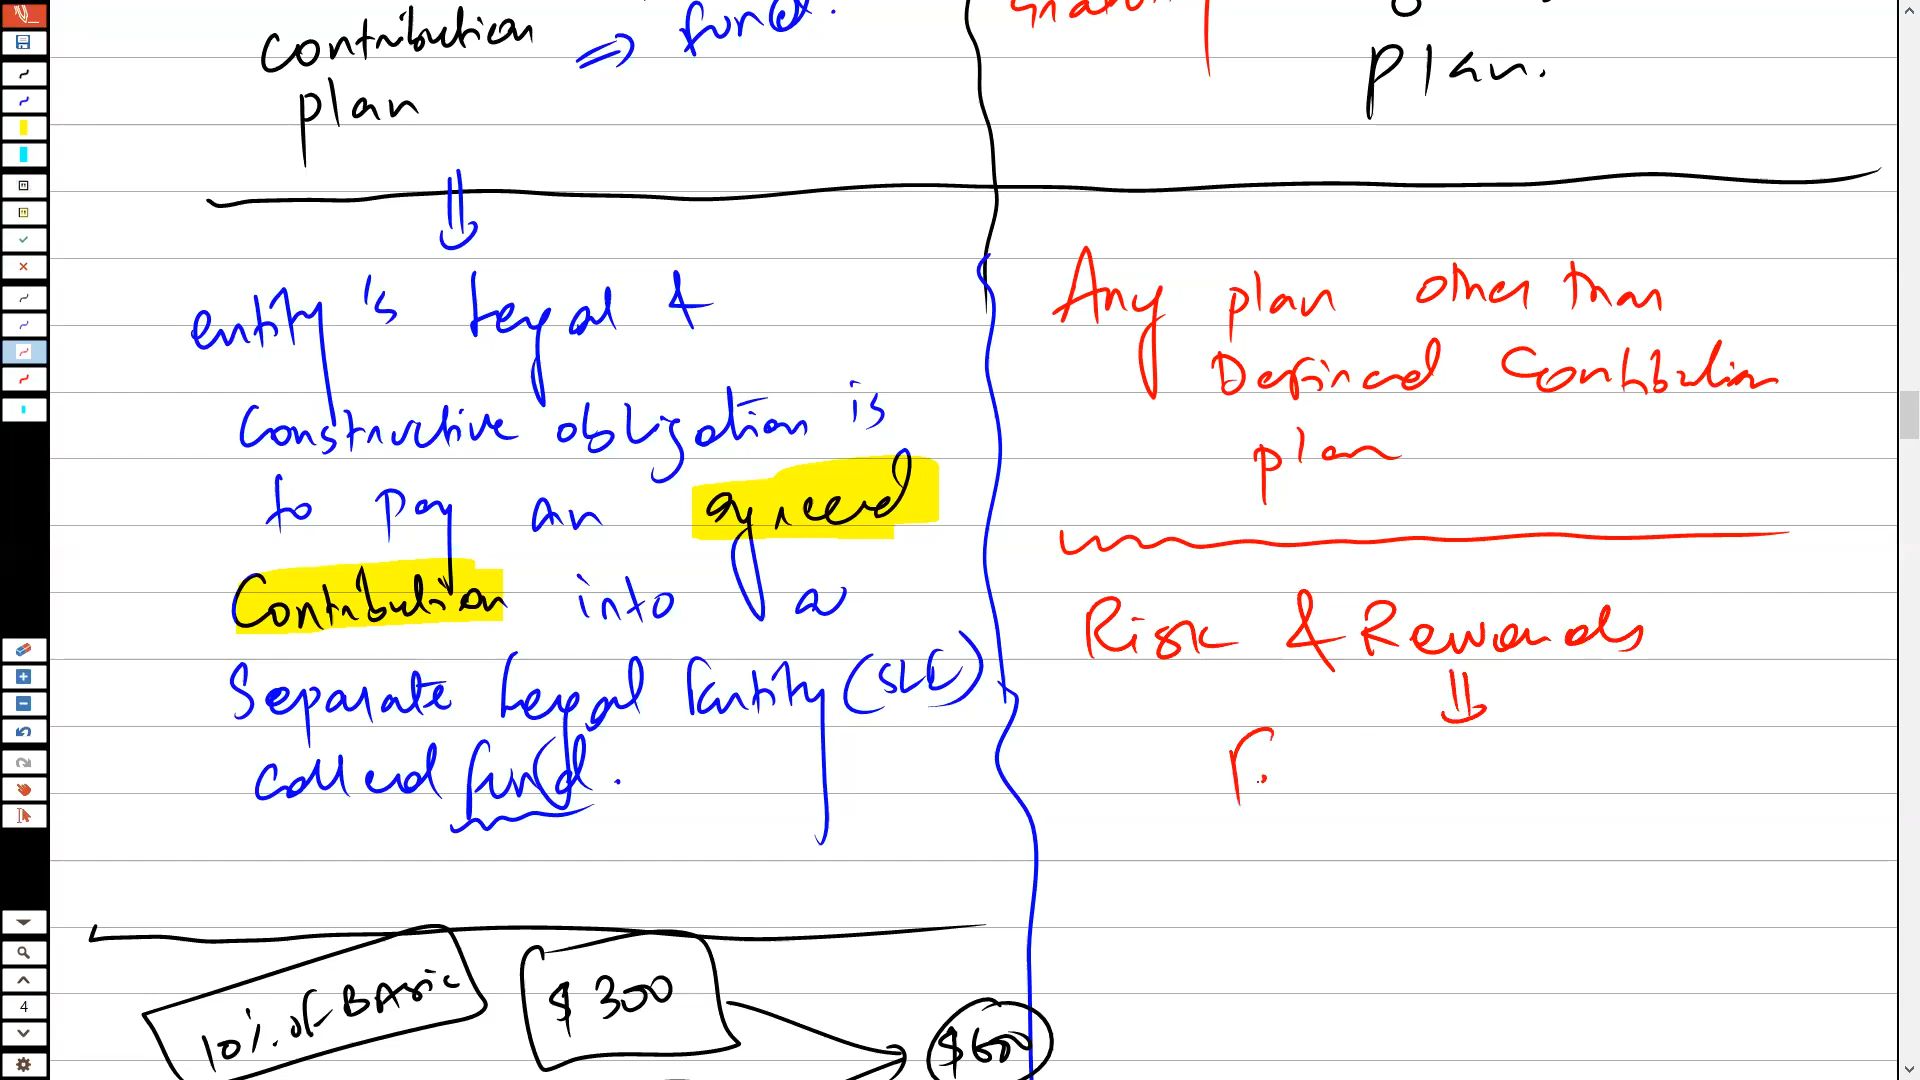 Contribution ⇒ fund.
plan
plan.
entity's Legal &
Constructive obligation is
to pay an agreed
Contribution into a
Separate Legal Entity (SLE)
called fund.
Any plan other than
Defined Contribution
plan
Risk & Rewards
10% of BAsic
$ 300
$600
4